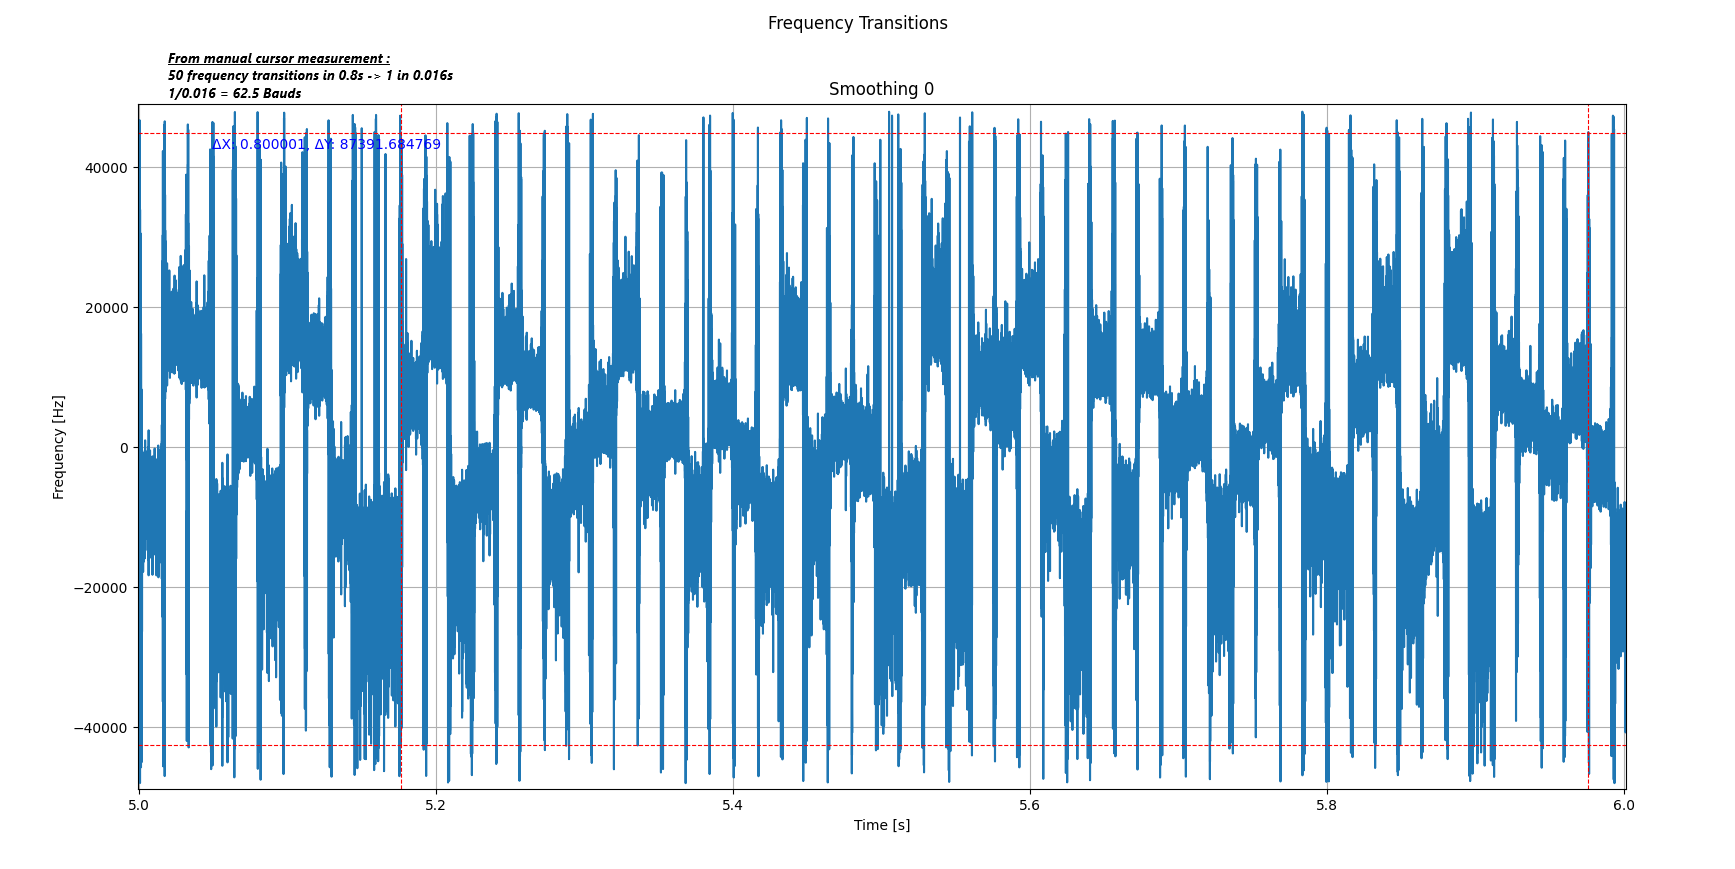 Frequency Transitions
From manual cursor measurement :
50 frequency transitions in 0.8s -> 1 in 0.016s
1/0.016 = 62.5 Bauds
Smoothing 0
ΔX: 0.800001, ΔY: 87391.684769
40000
20000
0
−20000
−40000
Frequency [Hz]
5.0 5.2 5.4 5.6 5.8 6.0
Time [s]